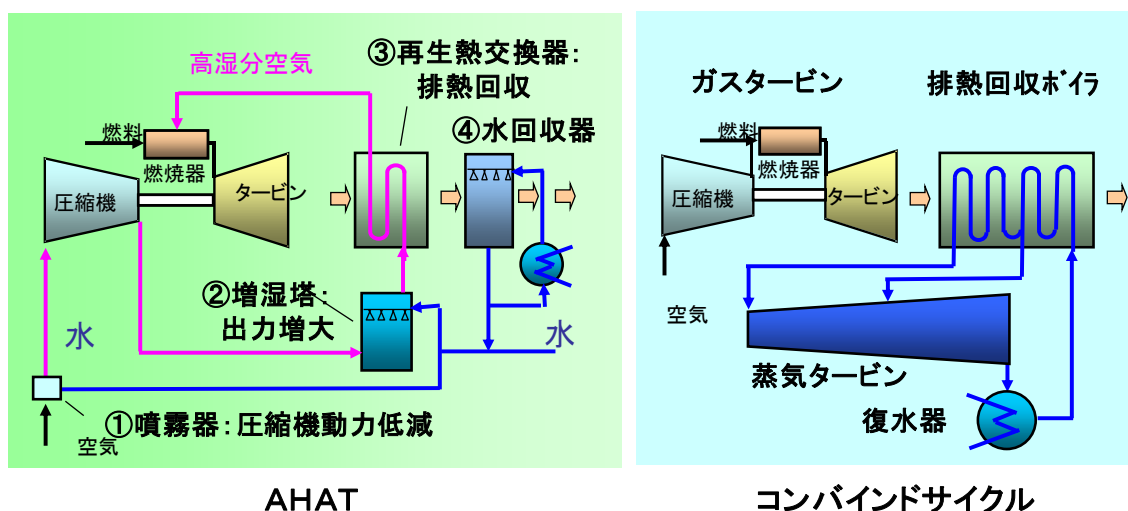 高湿分空気
③再生熱交換器：
排熱回収
④水回収器
燃料
燃焼器
圧縮機
タービン
②増湿塔：
出力増大
水
水
①噴霧器：圧縮機動力低減
空気
AHAT
ガスタービン
排熱回収ﾎﾞｲﾗ
燃料
燃焼器
圧縮機
タービン
空気
蒸気タービン
復水器
コンバインドサイクル